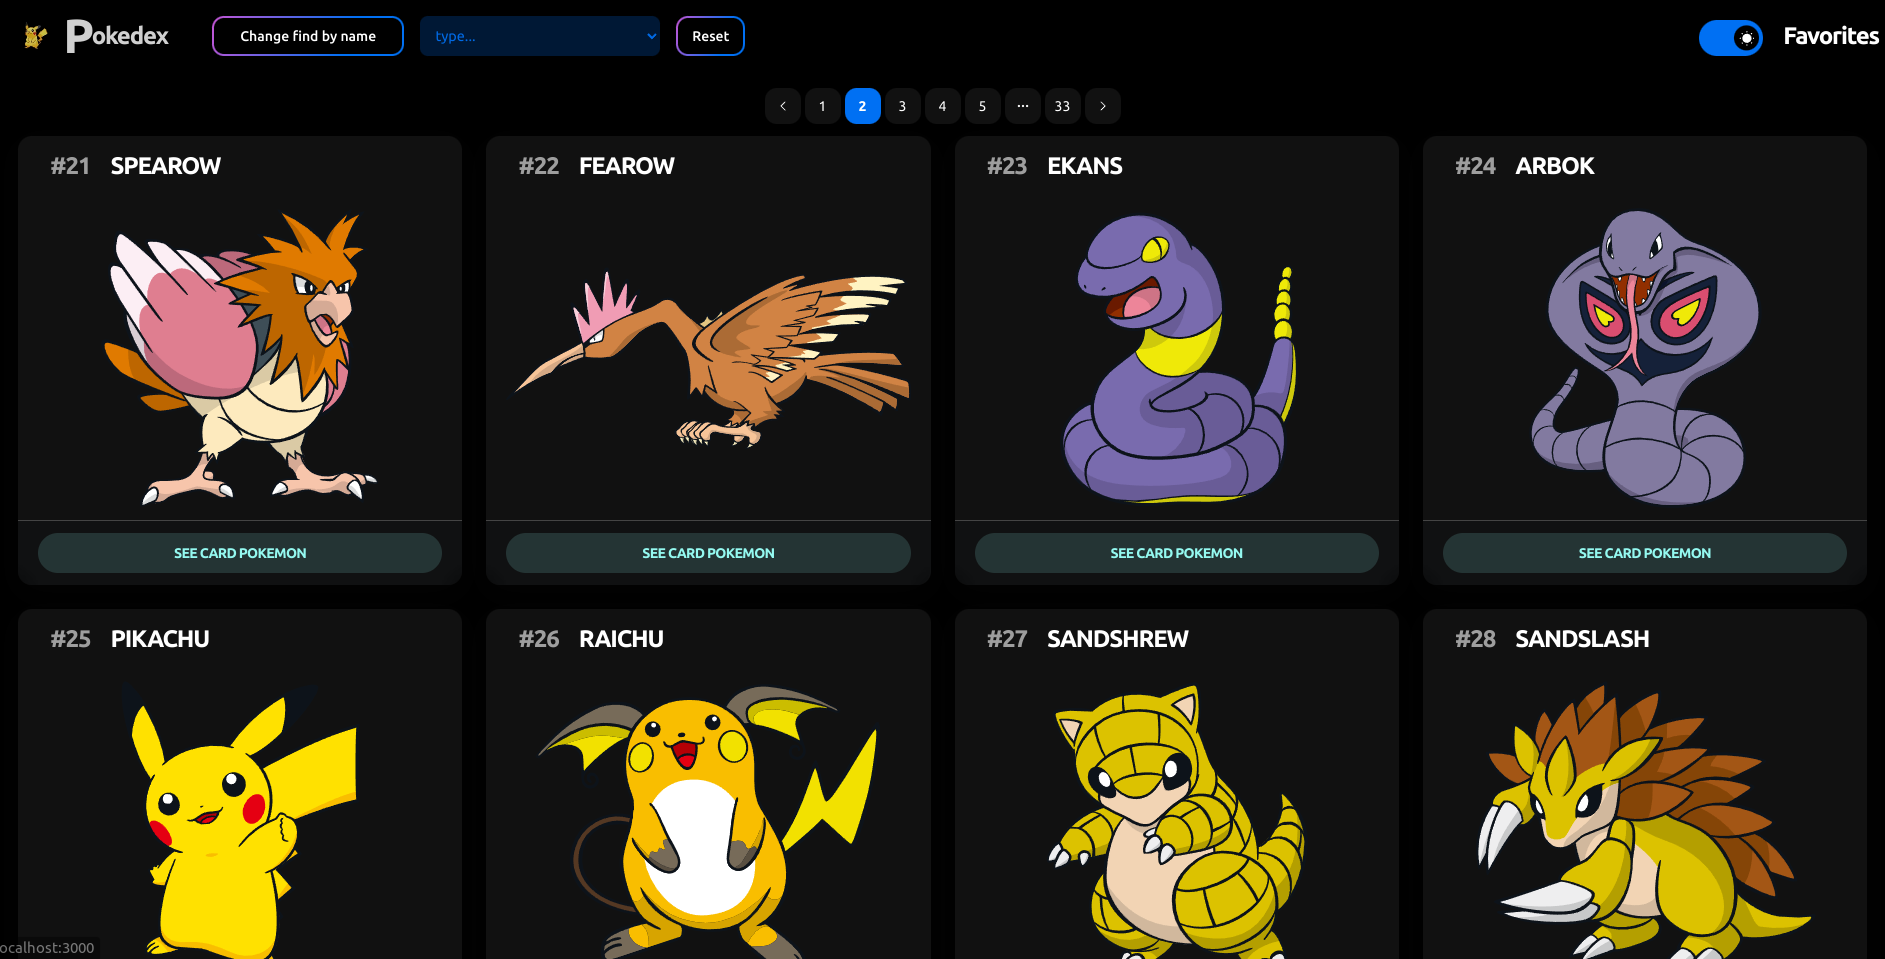 Pokedex
Change find by name
type...
Reset
Favorites
1 2 3 4 5 ... 33
#21 SPEAROW
#22 FEAROW
#23 EKANS
#24 ARBOK
SEE CARD POKEMON
SEE CARD POKEMON
SEE CARD POKEMON
SEE CARD POKEMON
#25 PIKACHU
#26 RAICHU
#27 SANDSHREW
#28 SANDSLASH
ocalhost:3000